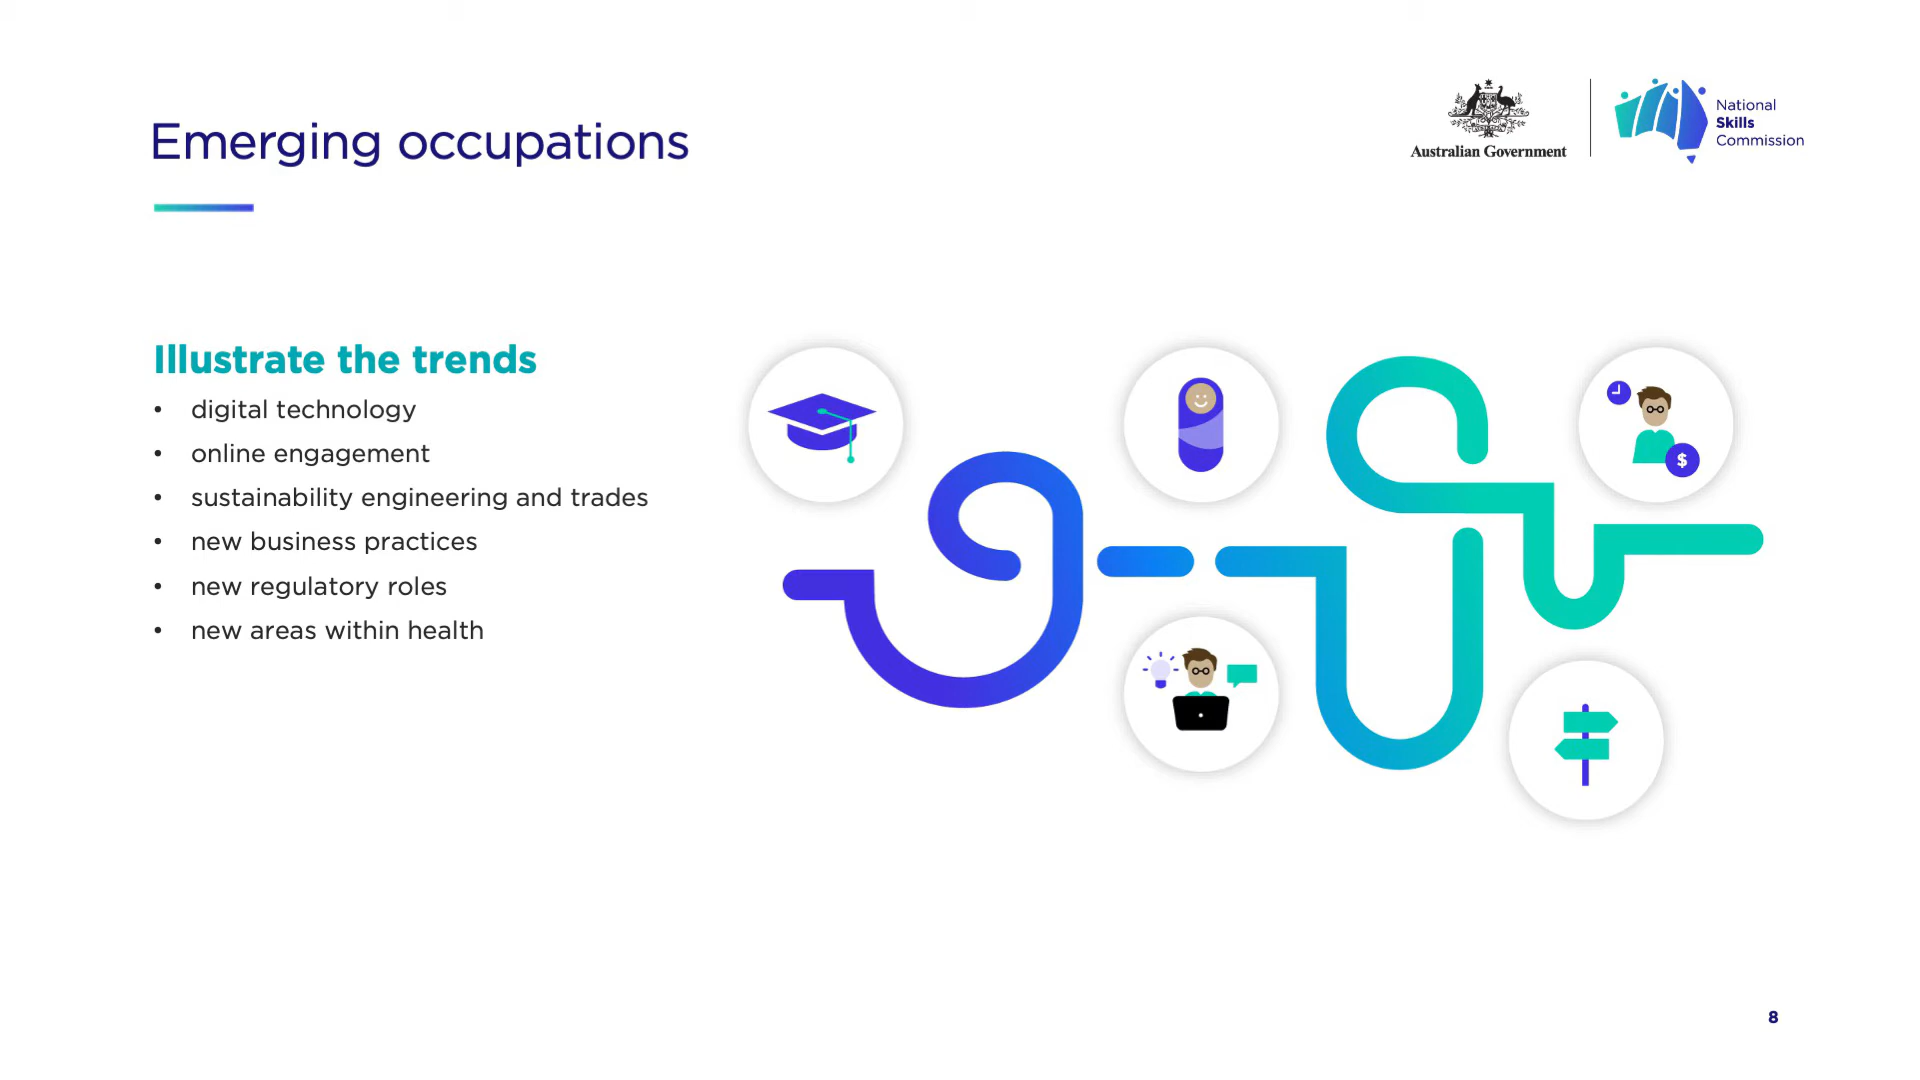 Emerging occupations
Australian Government
National
Skills
Commission
Illustrate the trends
• digital technology
• online engagement
• sustainability engineering and trades
• new business practices
• new regulatory roles
• new areas within health
$
8